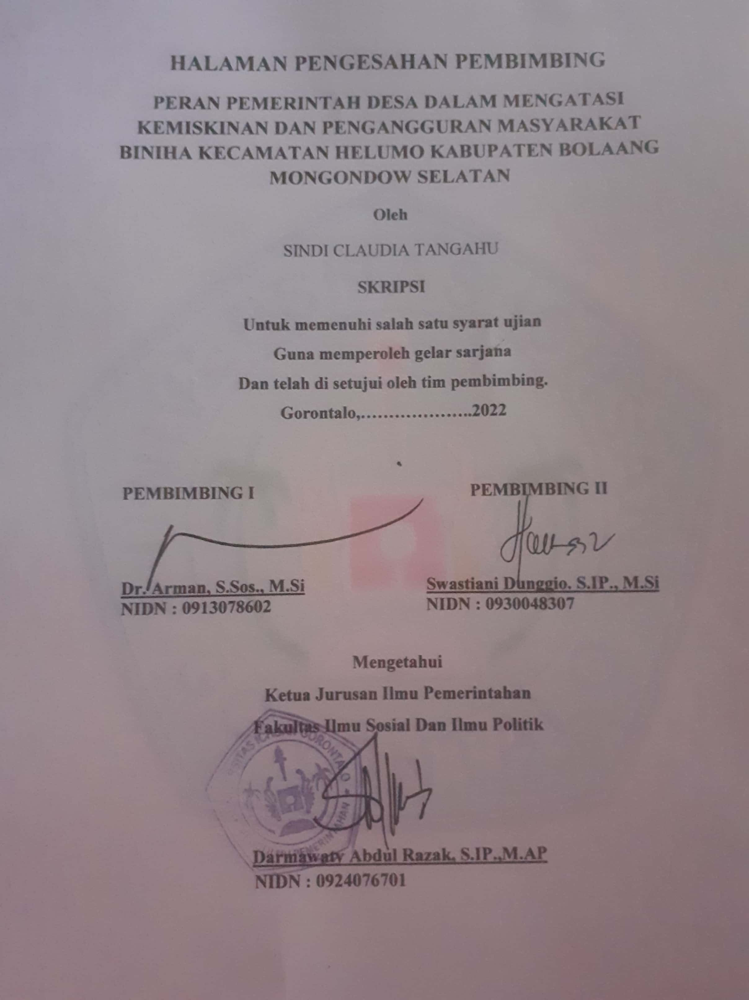 HALAMAN PENGESAHAN PEMBIMBING
PERAN PEMERINTAH DESA DALAM MENGATASI
KEMISKINAN DAN PENGANGGURAN MASYARAKAT
BINIHA KECAMATAN HELUMO KABUPATEN BOLAANG
MONGONDOW SELATAN
Oleh
SINDI CLAUDIA TANGAHU
SKRIPSI
Untuk memenuhi salah satu syarat ujian
Guna memperoleh gelar sarjana
Dan telah di setujui oleh tim pembimbing.
Gorontalo,....................2022
PEMBIMBING I
PEMBIMBING II
Dr. Arman, S.Sos., M.Si
Swastiani Dunggio. S.IP., M.Si
NIDN : 0913078602
NIDN : 0930048307
Mengetahui
Ketua Jurusan Ilmu Pemerintahan
Fakultas Ilmu Sosial Dan Ilmu Politik
GORONTALO
Darmawaty Abdul Razak, S.IP.,M.AP
NIDN : 0924076701